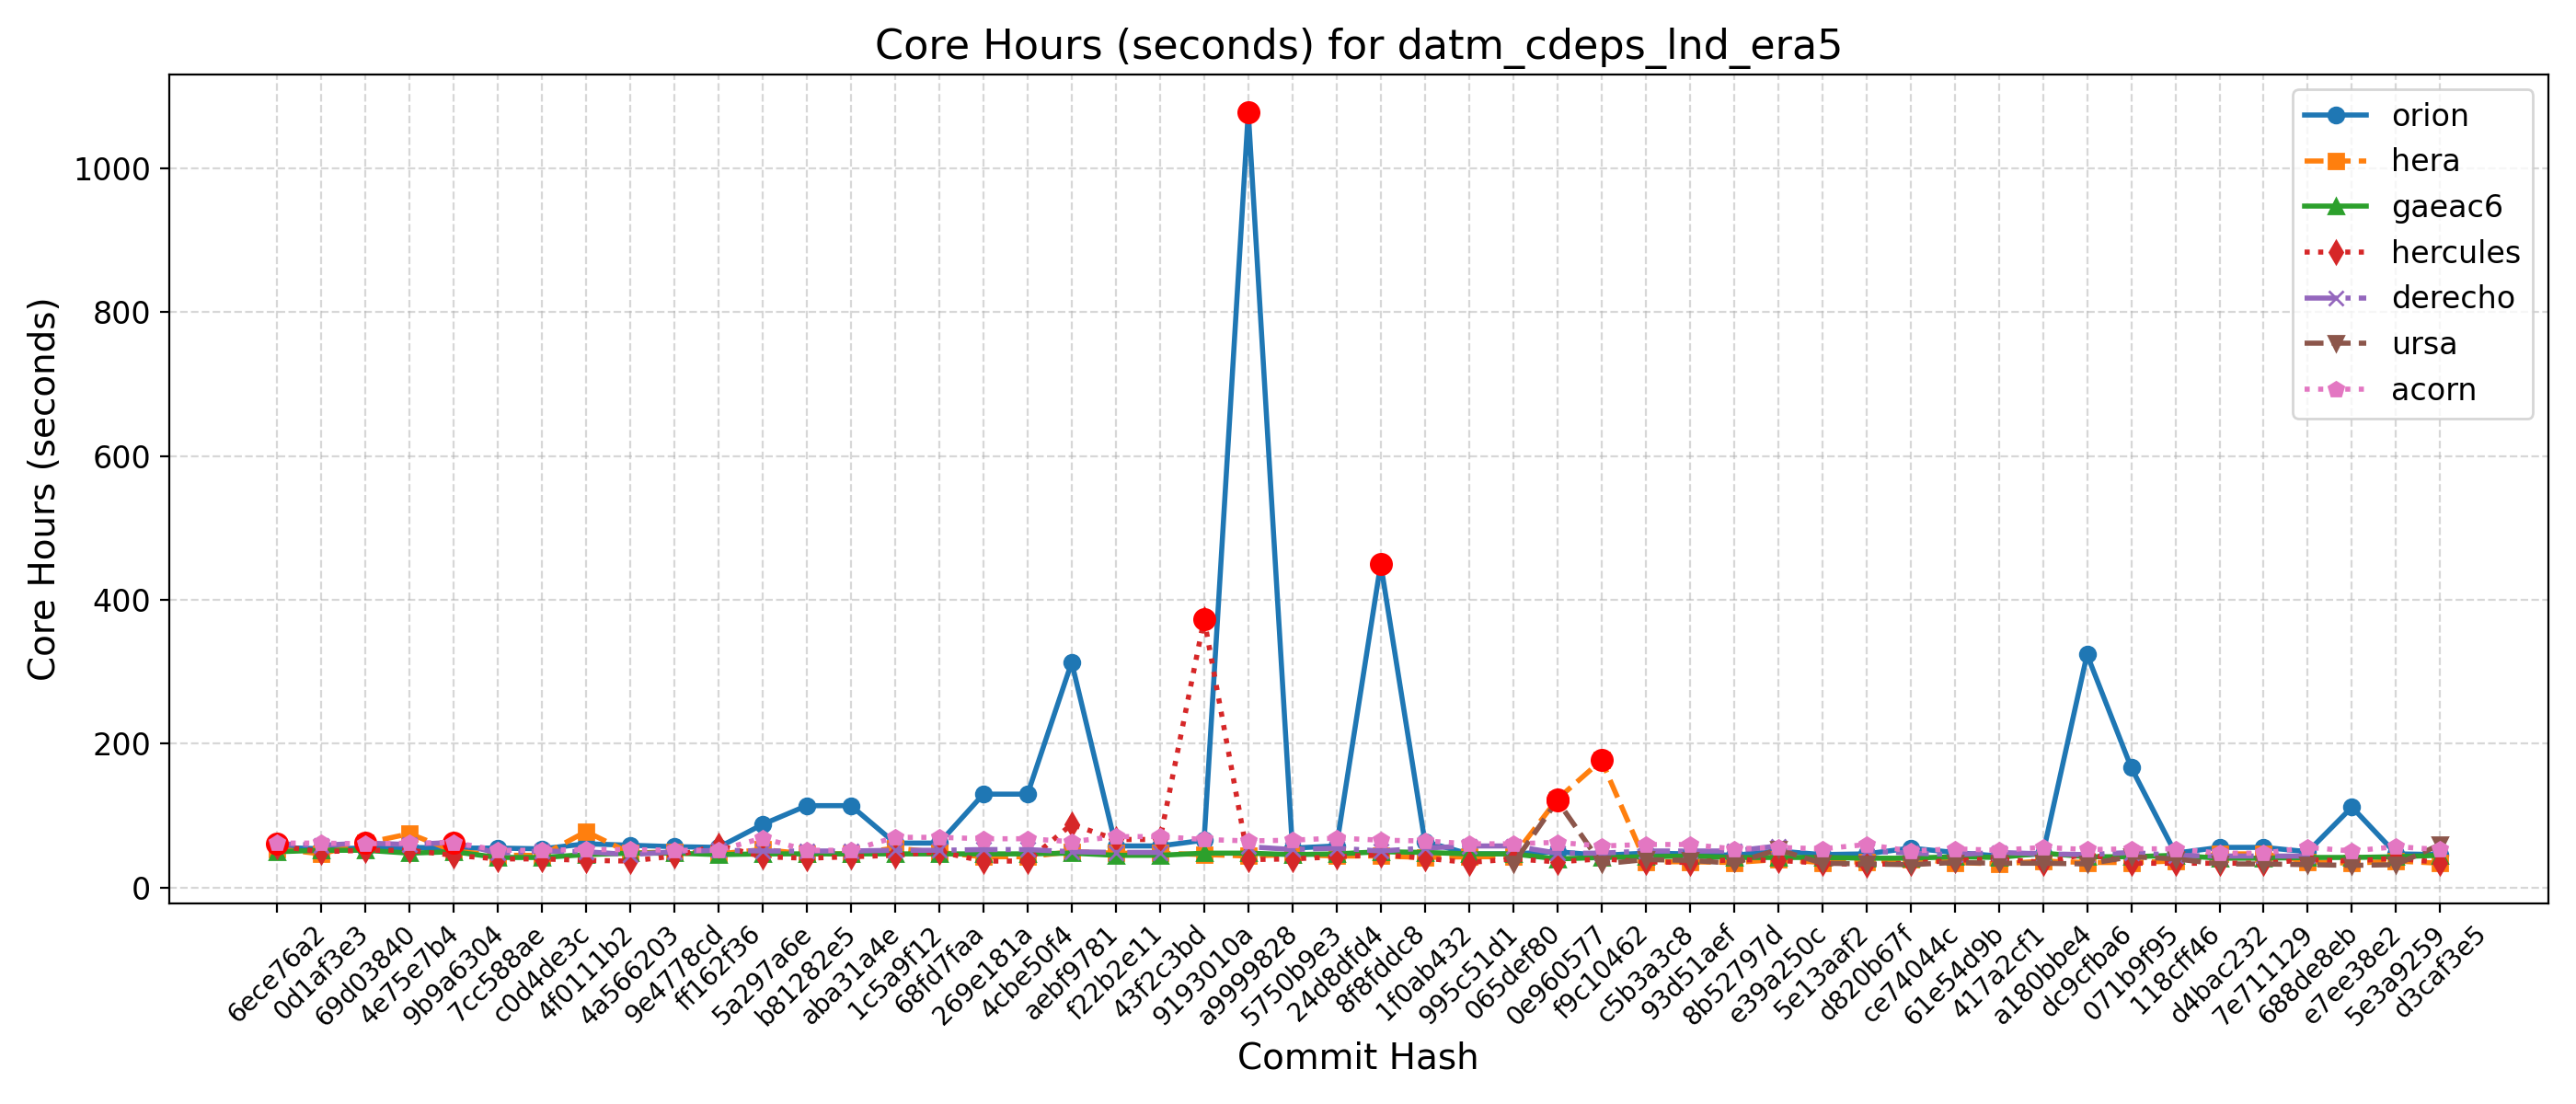 Core Hours (seconds) for datm_cdeps_lnd_era5
Core Hours (seconds)
1000
800
600
400
200
0
orion
hera
gaeac6
hercules
derecho
ursa
acorn
6ece76a2
0d1af3e3
69d03840
4e75e7b4
9b9a6304
7cc588ae
c0d4de3c
4f0111b2
4a566203
9e4778cd
ff162f36
5a297a6e
b81282e5
aba31a4e
1c5a9f12
68fd7faa
269e181a
4cbe50f4
aebf9781
f22b2e11
43f2c3bd
9193010a
a9999828
5750b9e3
24d8dfd4
8f8fddc8
1f0ab432
995c51d1
065def80
0e960577
f9c10462
c5b3a3c8
93d51aef
8b52797d
e39a250c
5e13aaf2
d820b67f
ce74044c
61e54d9b
417a2cf1
a180bbe4
dc9cfba6
071b9f95
118cff46
d4bac232
7e711129
688de8eb
e7ee38e2
5e3a9259
d3caf3e5
Commit Hash